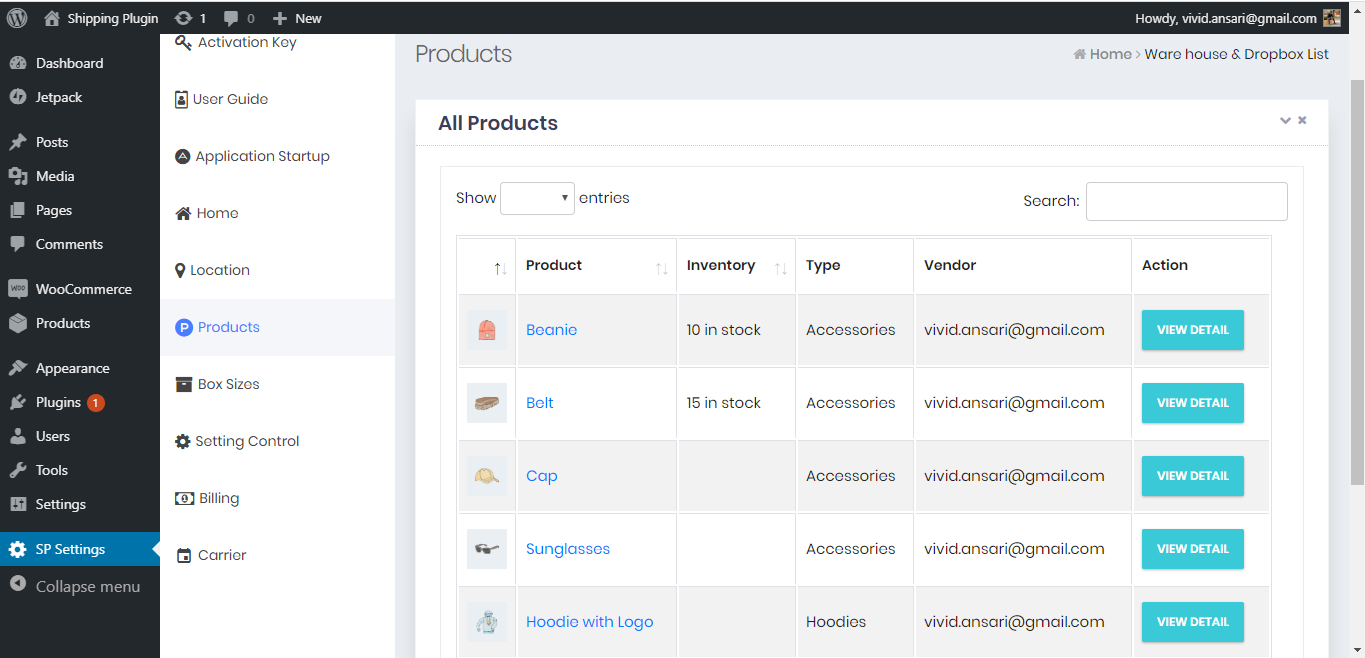 Shipping Plugin 1 0 New
Howdy, vivid.ansari@gmail.com
Dashboard
Jetpack
Posts
Media
Pages
Comments
WOO WooCommerce
Products
Appearance
Plugins 1
Users
Tools
Settings
SP Settings
Collapse menu
Activation Key
User Guide
Application Startup
Home
Location
P Products
Box Sizes
Setting Control
Billing
Carrier
Products
Home > Ware house & Dropbox List
All Products
Show entries
Search:
Product Inventory Type Vendor Action
Beanie 10 in stock Accessories vivid.ansari@gmail.com VIEW DETAIL
Belt 15 in stock Accessories vivid.ansari@gmail.com VIEW DETAIL
Cap Accessories vivid.ansari@gmail.com VIEW DETAIL
Sunglasses Accessories vivid.ansari@gmail.com VIEW DETAIL
Hoodie with Logo Hoodies vivid.ansari@gmail.com VIEW DETAIL